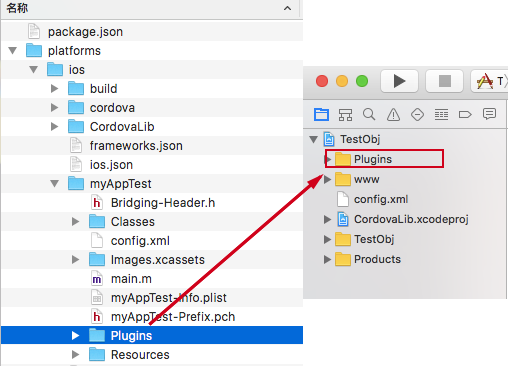 名称
package.json
platforms
ios
build
cordova
CordovaLib
frameworks.json
ios.json
myAppTest
Bridging-Header.h
Classes
config.xml
Images.xcassets
main.m
myAppTest-Info.plist
myAppTest-Prefix.pch
Plugins
Resources
TestObj
Plugins
www
config.xml
CordovaLib.xcodeproj
TestObj
Products